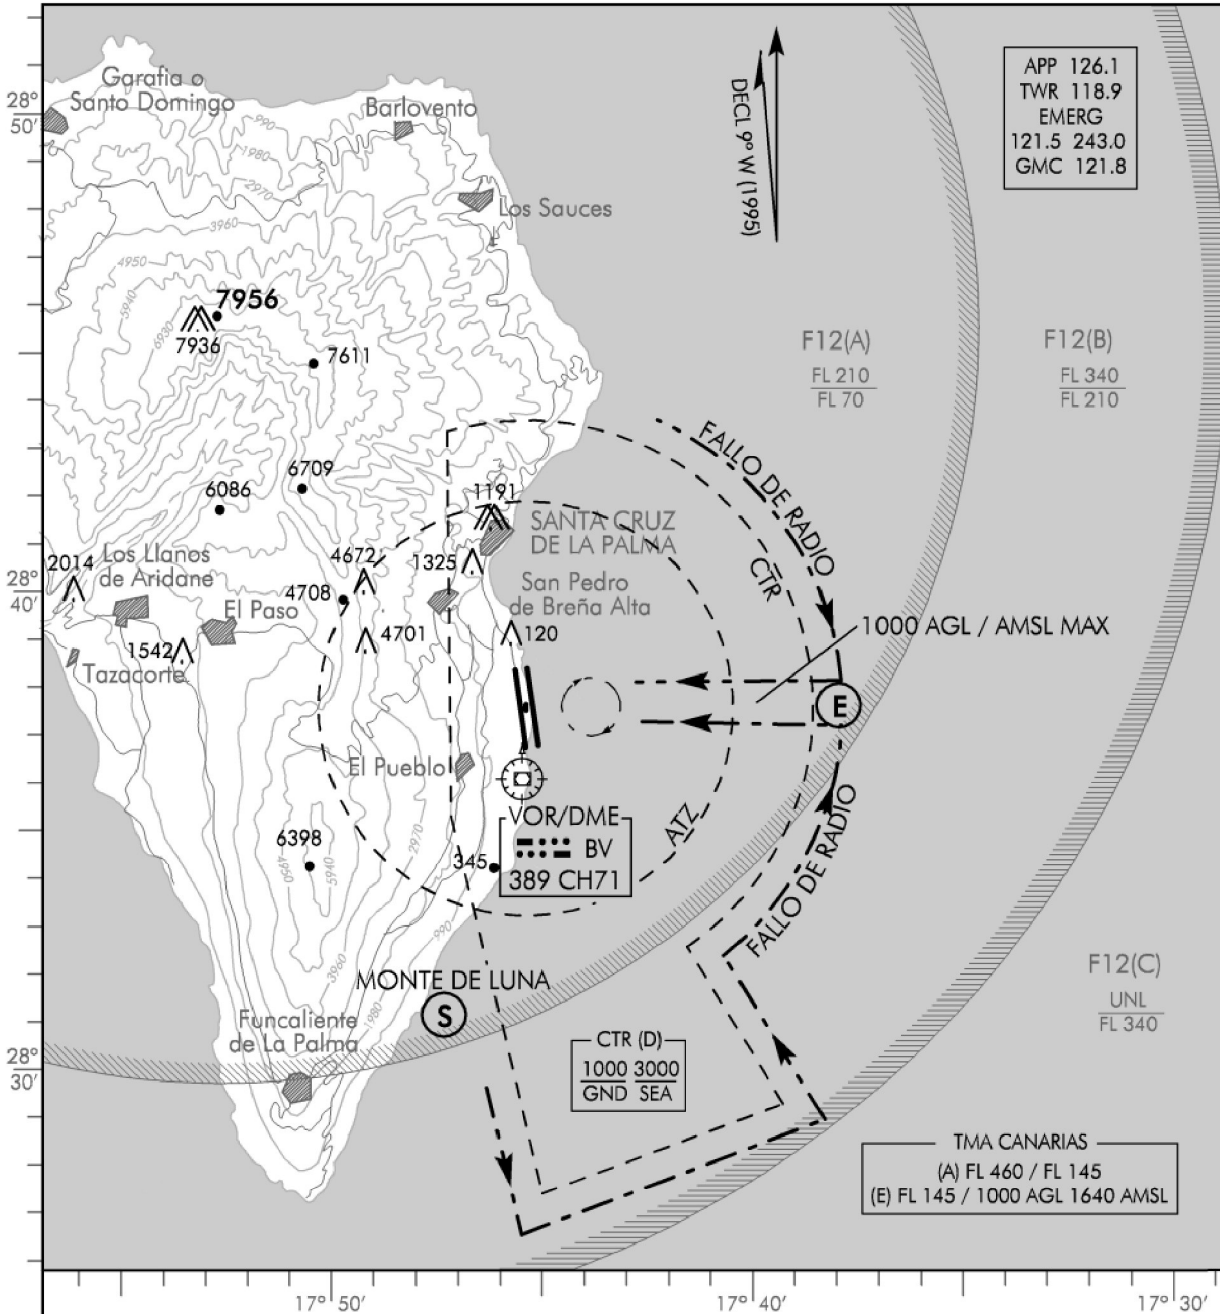 28°
50'
Garafia o
Santo Domingo
Barlovento
Los Sauces
990
1980
2970
3960
4950
5940
6930
7956
7936
7611
DECL 9° W (1995)
APP 126.1
TWR 118.9
EMERG
121.5 243.0
GMC 121.8
F12(A)
FL 210
FL 70
F12(B)
FL 340
FL 210
6709
6086
1191
SANTA CRUZ
DE LA PALMA
FALLO DE RADIO
CTR
2014
Los Llanos
de Aridane
4672
1325
28°
40'
4708
El Paso
San Pedro
de Breña Alta
4701
120
1542
Tazacorte
1000 AGL / AMSL MAX
E
El Pueblo
VOR/DME
BV
389 CH71
ATZ
FALLO DE RADIO
6398
4950
5940
2970
345
990
3960
1980
MONTE DE LUNA
S
F12(C)
UNL
FL 340
Funcaliente
de La Palma
28°
30'
CTR (D)
1000 3000
GND SEA
TMA CANARIAS
(A) FL 460 / FL 145
(E) FL 145 / 1000 AGL 1640 AMSL
17° 50'
17° 40'
17° 30'